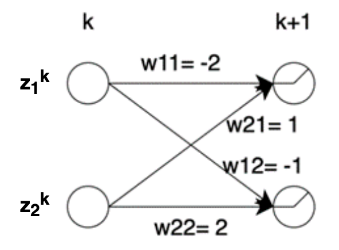 k k+1
w11= -2
z₁ᵏ
w21= 1
w12= -1
z₂ᵏ
w22= 2